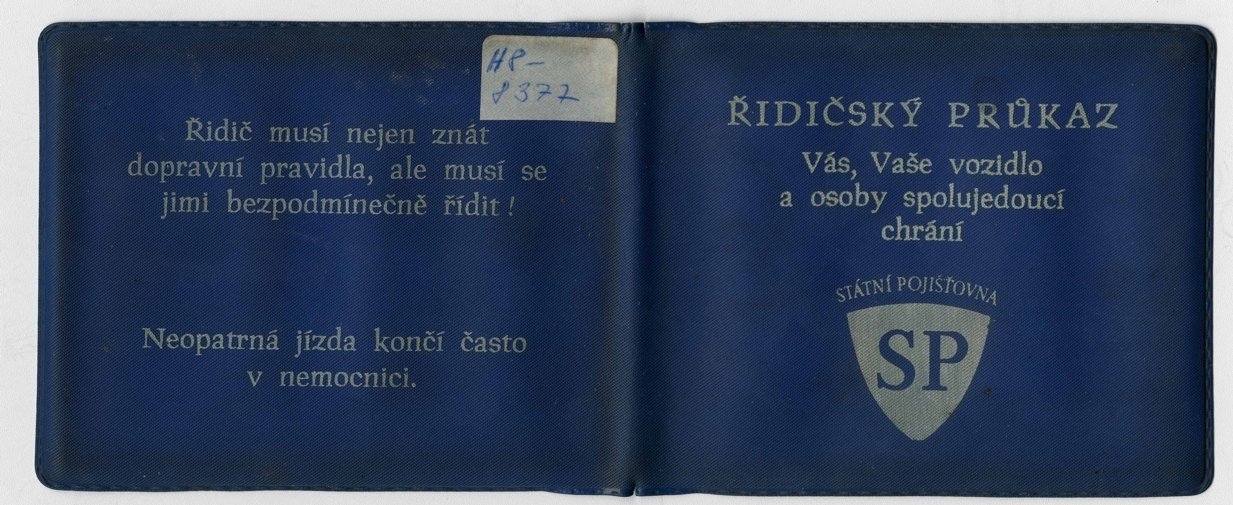 HP-
8377
Řidič musí nejen znát
dopravní pravidla, ale musí se
jimi bezpodmínečně řídit!
Neopatrná jízda končí často
v nemocnici.
ŘIDIČSKÝ PRŮKAZ
Vás, Vaše vozidlo
a osoby spolujedoucí
chrání
STÁTNÍ POJIŠŤOVNA
SP